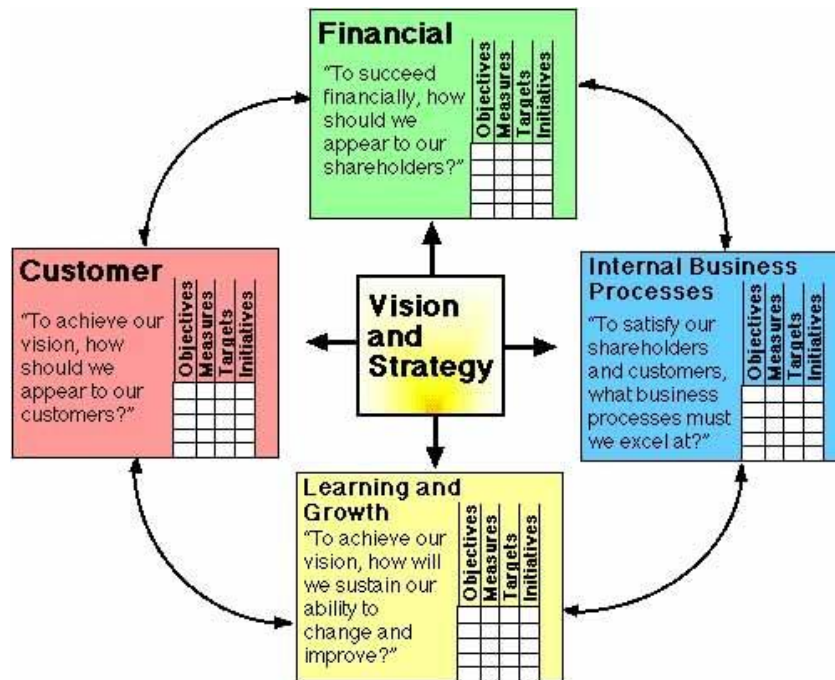 Financial
“To succeed
financially, how
should we
appear to our
shareholders?”
Objectives
Measures
Targets
Initiatives
Customer
“To achieve our
vision, how
should we
appear to our
customers?”
Objectives
Measures
Targets
Initiatives
Vision
and
Strategy
Internal Business
Processes
“To satisfy our
shareholders
and customers,
what business
processes must
we excel at?”
Objectives
Measures
Targets
Initiatives
Learning and
Growth
“To achieve our
vision, how will
we sustain our
ability to
change and
improve?”
Objectives
Measures
Targets
Initiatives